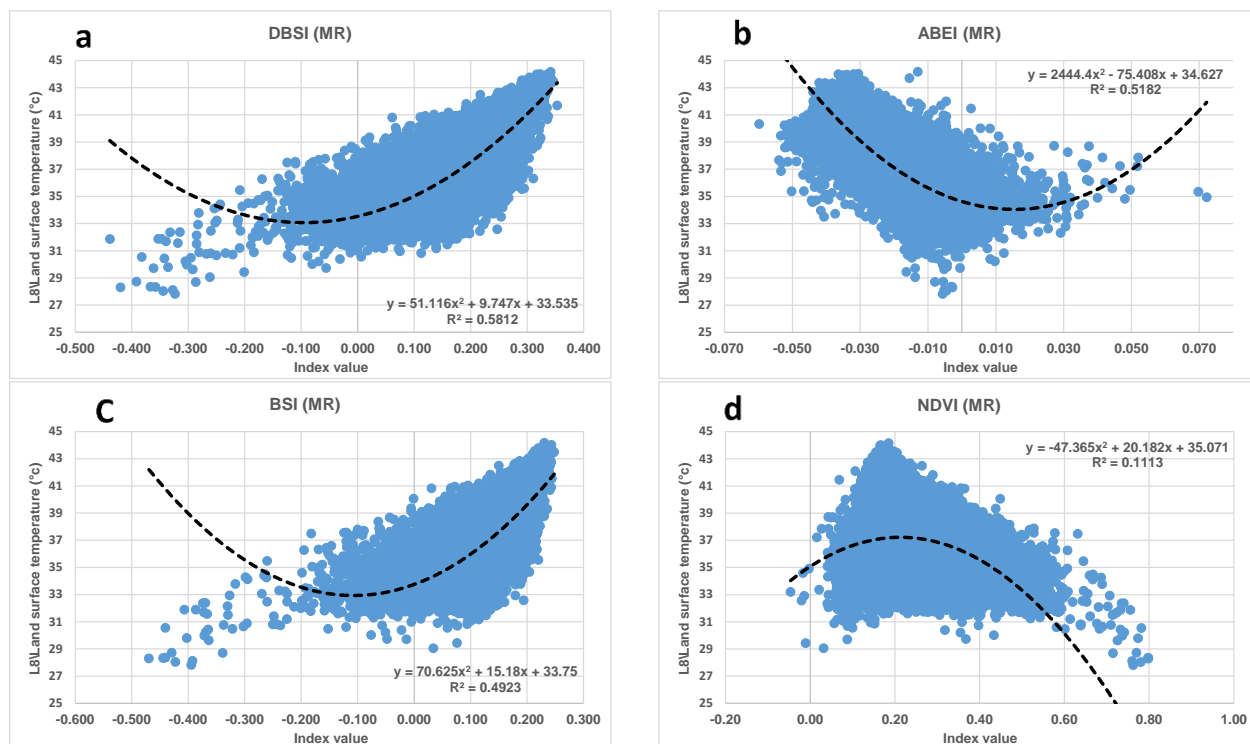 a
DBSI (MR)
45
43
41
39
37
35
33
31
29
27
25
L8\Land surface temperature (°c)
y = 51.116x² + 9.747x + 33.535
R² = 0.5812
-0.500 -0.400 -0.300 -0.200 -0.100 0.000 0.100 0.200 0.300 0.400
Index value
b
ABEI (MR)
45
43
41
39
37
35
33
31
29
27
25
L8\Land surface temperature (°c)
y = 2444.4x² - 75.408x + 34.627
R² = 0.5182
-0.070 -0.050 -0.030 -0.010 0.010 0.030 0.050 0.070
Index value
C
BSI (MR)
45
43
41
39
37
35
33
31
29
27
25
L8\Land surface temperature (°c)
y = 70.625x² + 15.18x + 33.75
R² = 0.4923
-0.600 -0.500 -0.400 -0.300 -0.200 -0.100 0.000 0.100 0.200 0.300
Index value
d
NDVI (MR)
45
43
41
39
37
35
33
31
29
27
25
L8\Land surface temperature (°c)
y = -47.365x² + 20.182x + 35.071
R² = 0.1113
-0.20 0.00 0.20 0.40 0.60 0.80 1.00
Index value